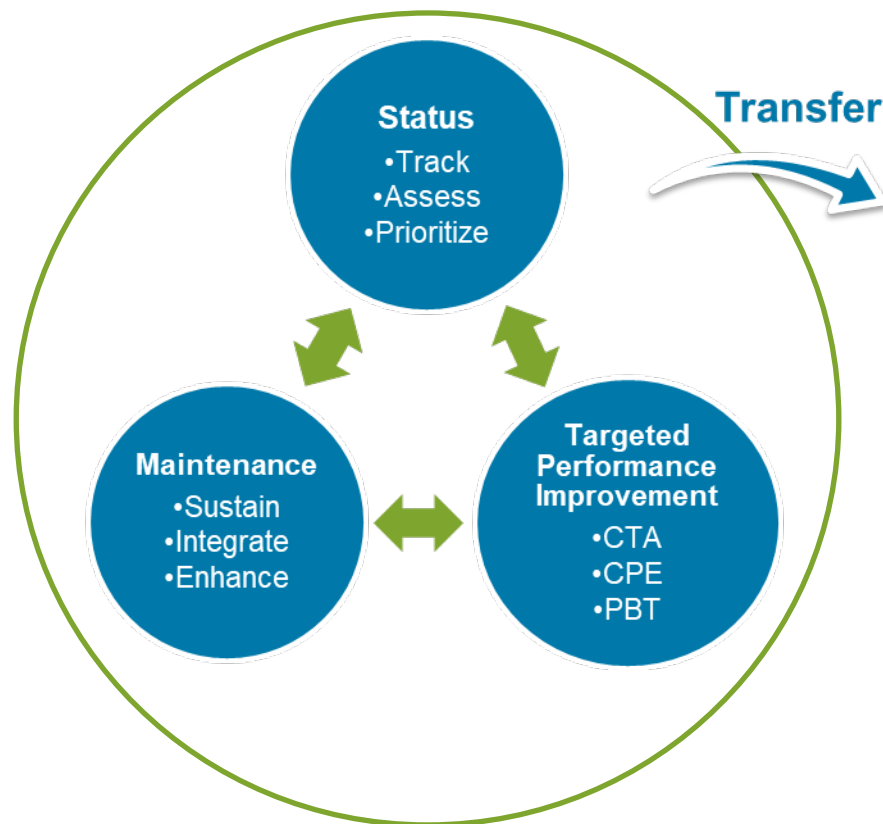 Transfer
Status
•Track
•Assess
•Prioritize
Maintenance
•Sustain
•Integrate
•Enhance
Targeted
Performance
Improvement
•CTA
•CPE
•PBT